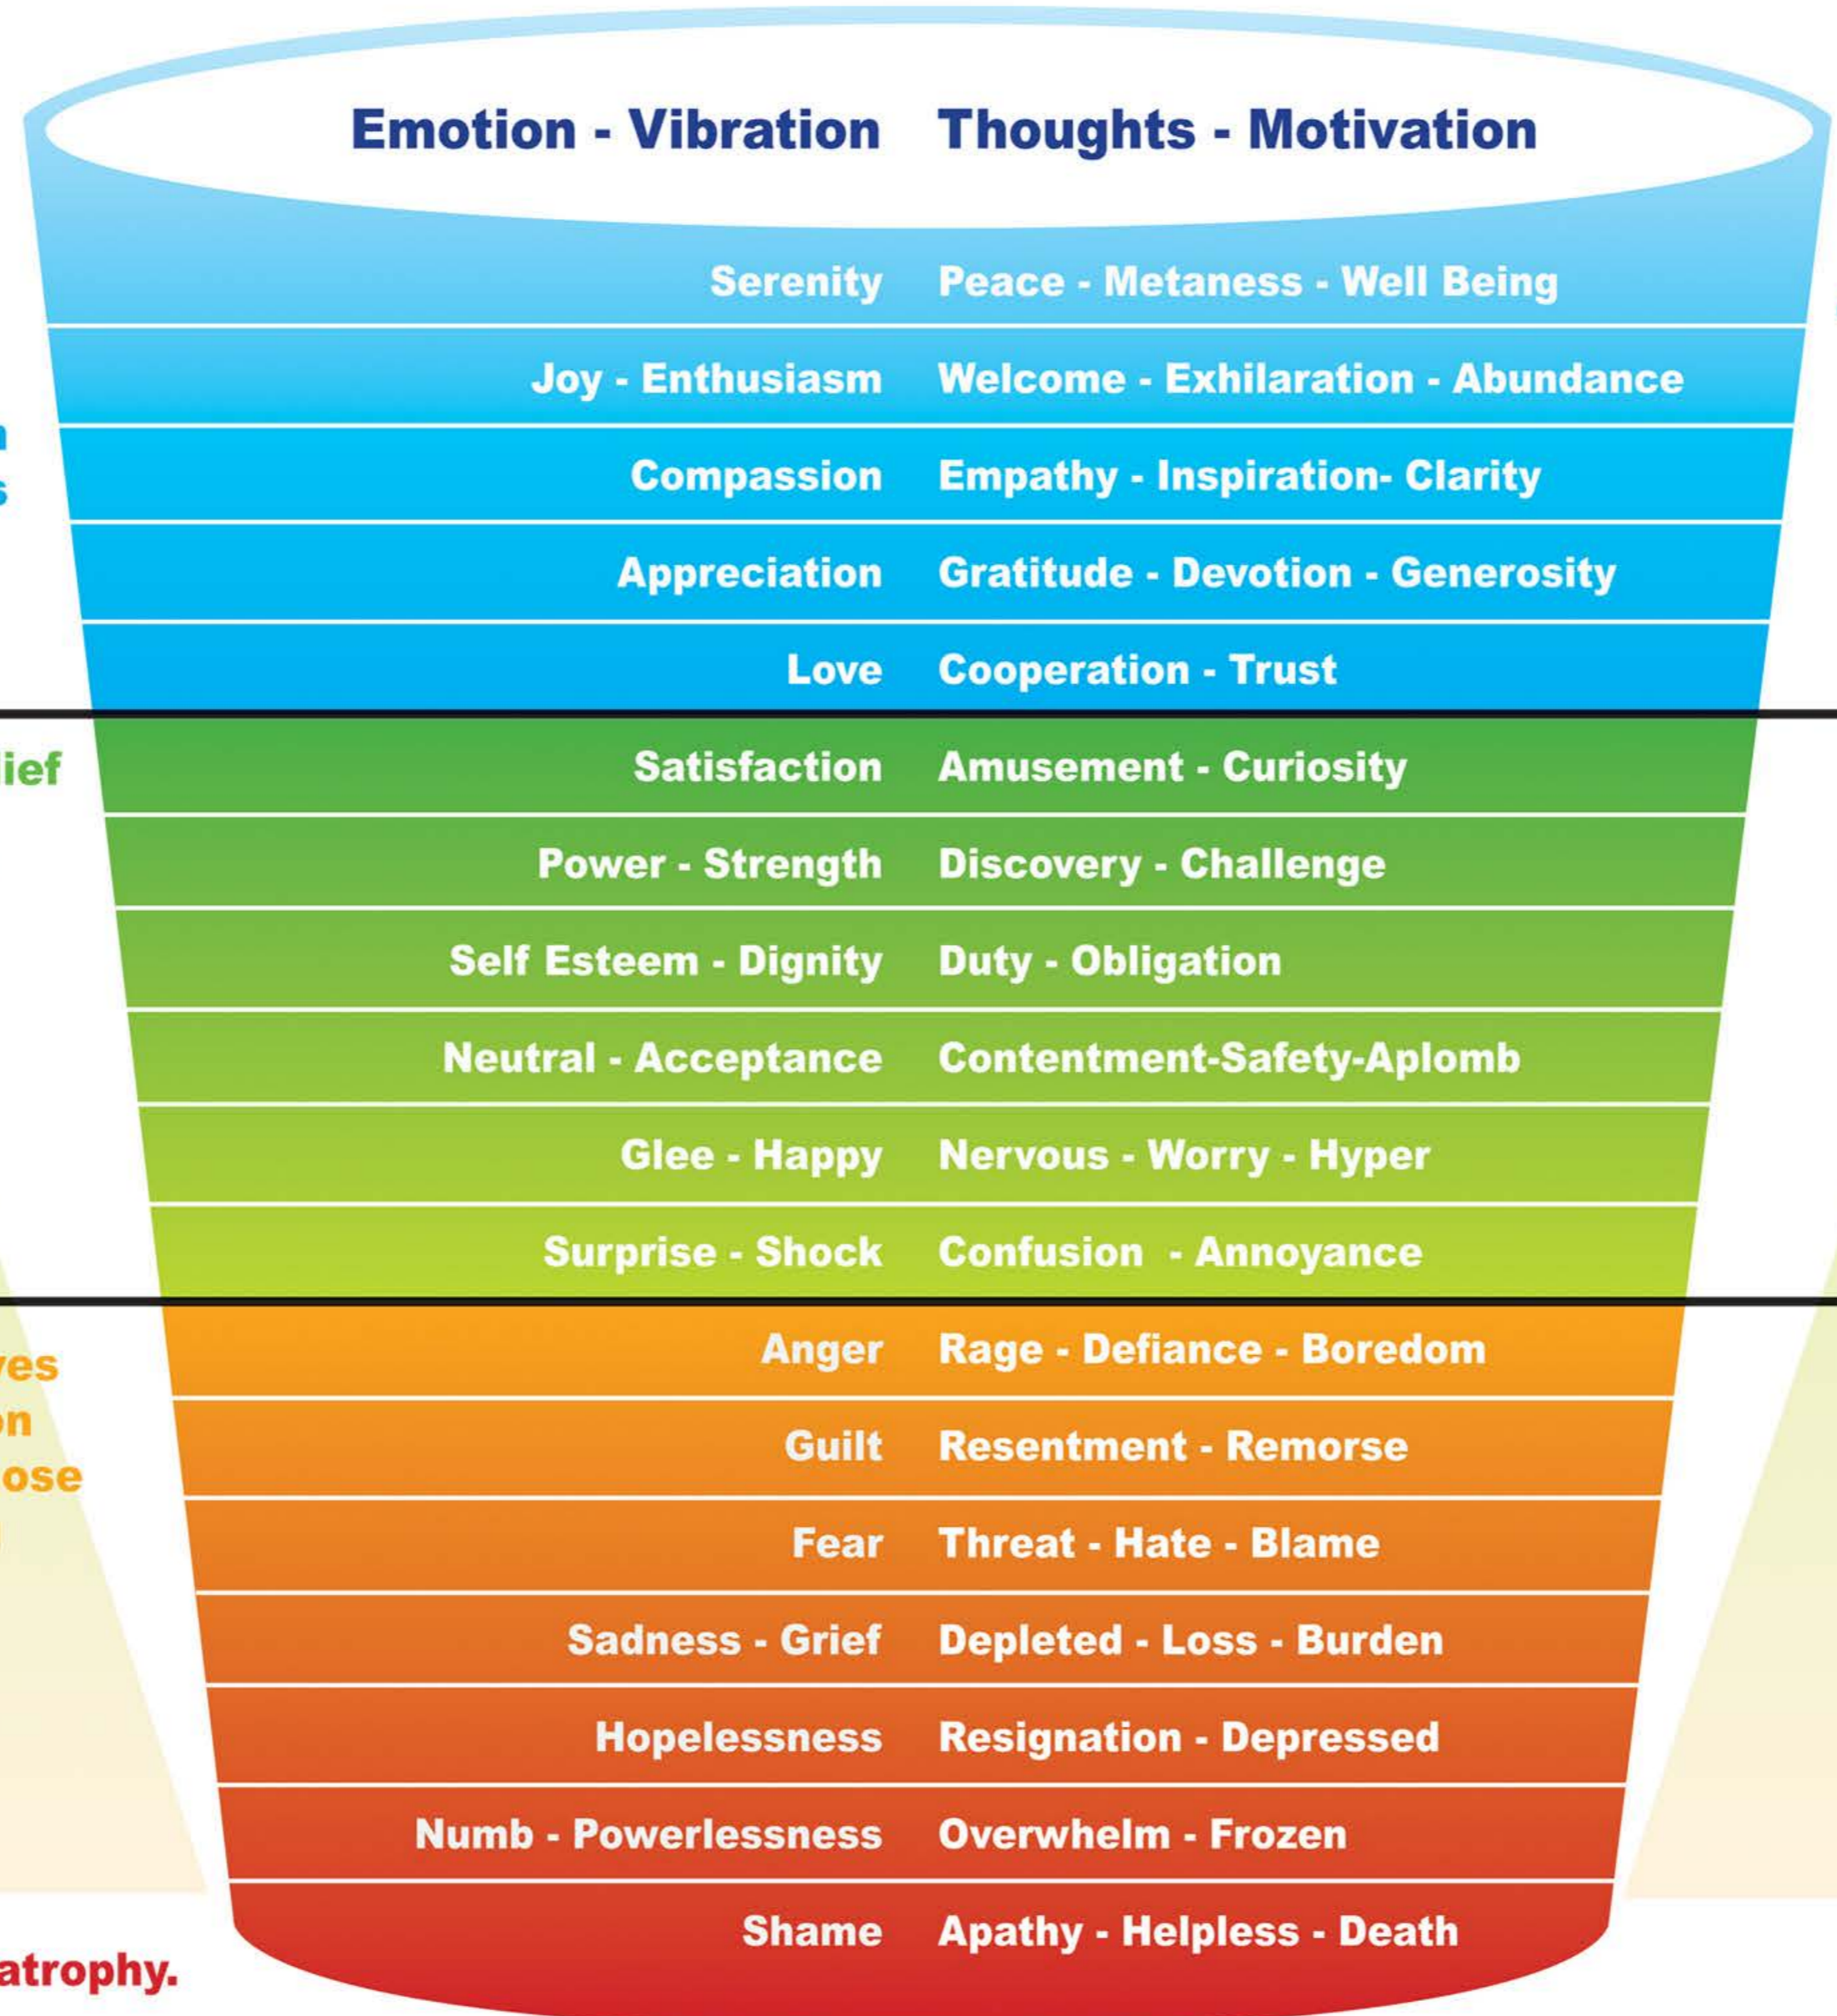 Emotion - Vibration Thoughts - Motivation
Serenity Peace - Metaness - Well Being
Joy - Enthusiasm Welcome - Exhilaration - Abundance
Compassion Empathy - Inspiration- Clarity
Appreciation Gratitude - Devotion - Generosity
Love Cooperation - Trust
Satisfaction Amusement - Curiosity
Power - Strength Discovery - Challenge
Self Esteem - Dignity Duty - Obligation
Neutral - Acceptance Contentment-Safety-Aplomb
Glee - Happy Nervous - Worry - Hyper
Surprise - Shock Confusion - Annoyance
Anger Rage - Defiance - Boredom
Guilt Resentment - Remorse
Fear Threat - Hate - Blame
Sadness - Grief Depleted - Loss - Burden
Hopelessness Resignation - Depressed
Numb - Powerlessness Overwhelm - Frozen
Shame Apathy - Helpless - Death
atrophy.